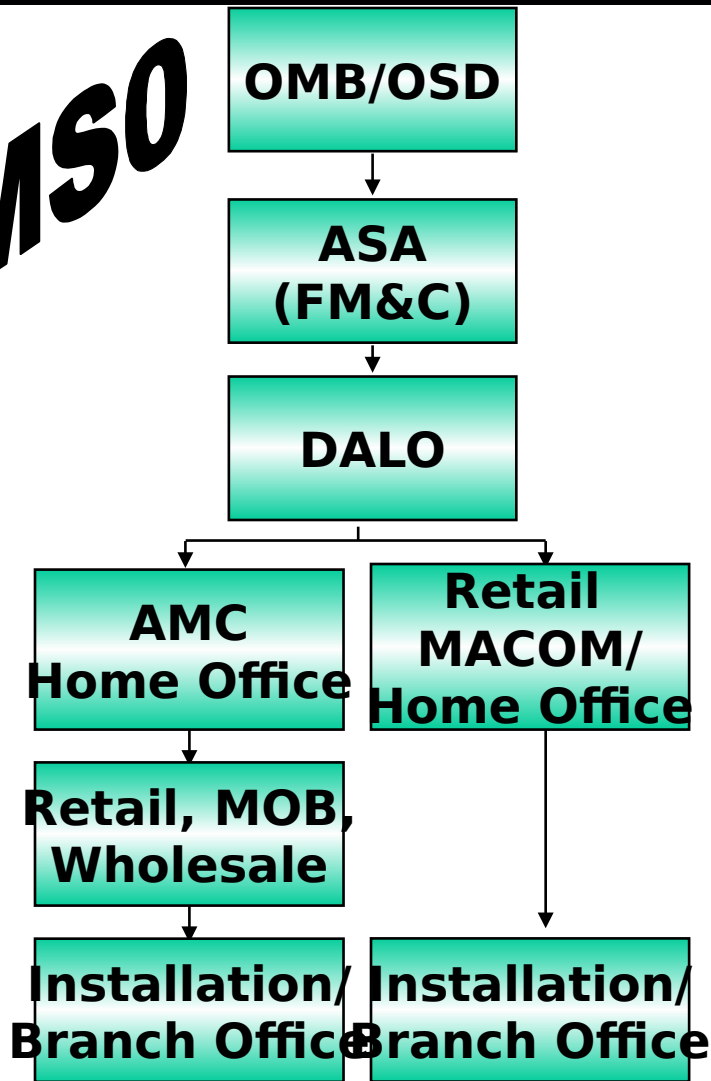 MSO
OMB/OSD
ASA
(FM&C)
DALO
AMC
Home Office
Retail
MACOM/
Home Office
Retail, MOB,
Wholesale
Installation/
Branch Office
Installation/
Branch Office